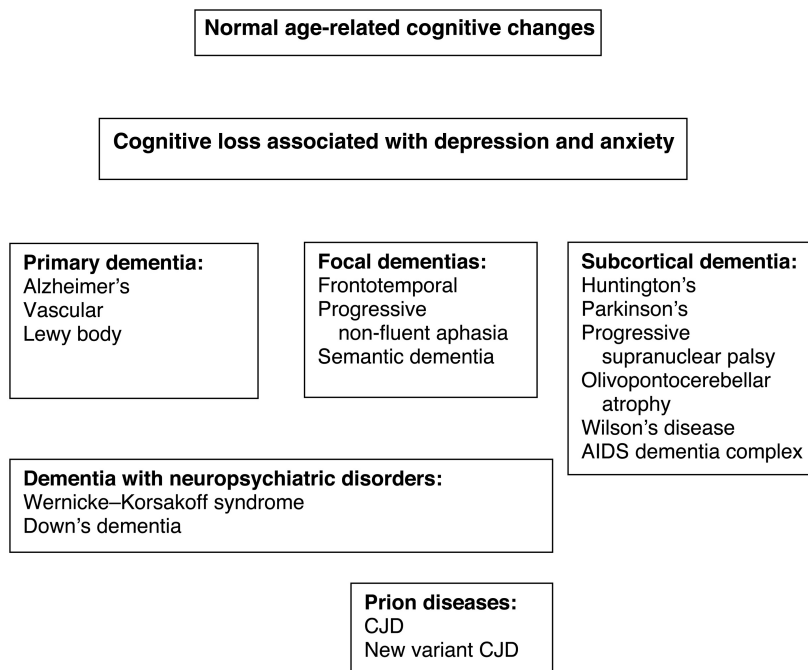 Normal age-related cognitive changes
Cognitive loss associated with depression and anxiety
Primary dementia:
Alzheimer’s
Vascular
Lewy body
Focal dementias:
Frontotemporal
Progressive
non-fluent aphasia
Semantic dementia
Subcortical dementia:
Huntington’s
Parkinson’s
Progressive
supranuclear palsy
Olivopontocerebellar
atrophy
Wilson’s disease
AIDS dementia complex
Dementia with neuropsychiatric disorders:
Wernicke–Korsakoff syndrome
Down’s dementia
Prion diseases:
CJD
New variant CJD